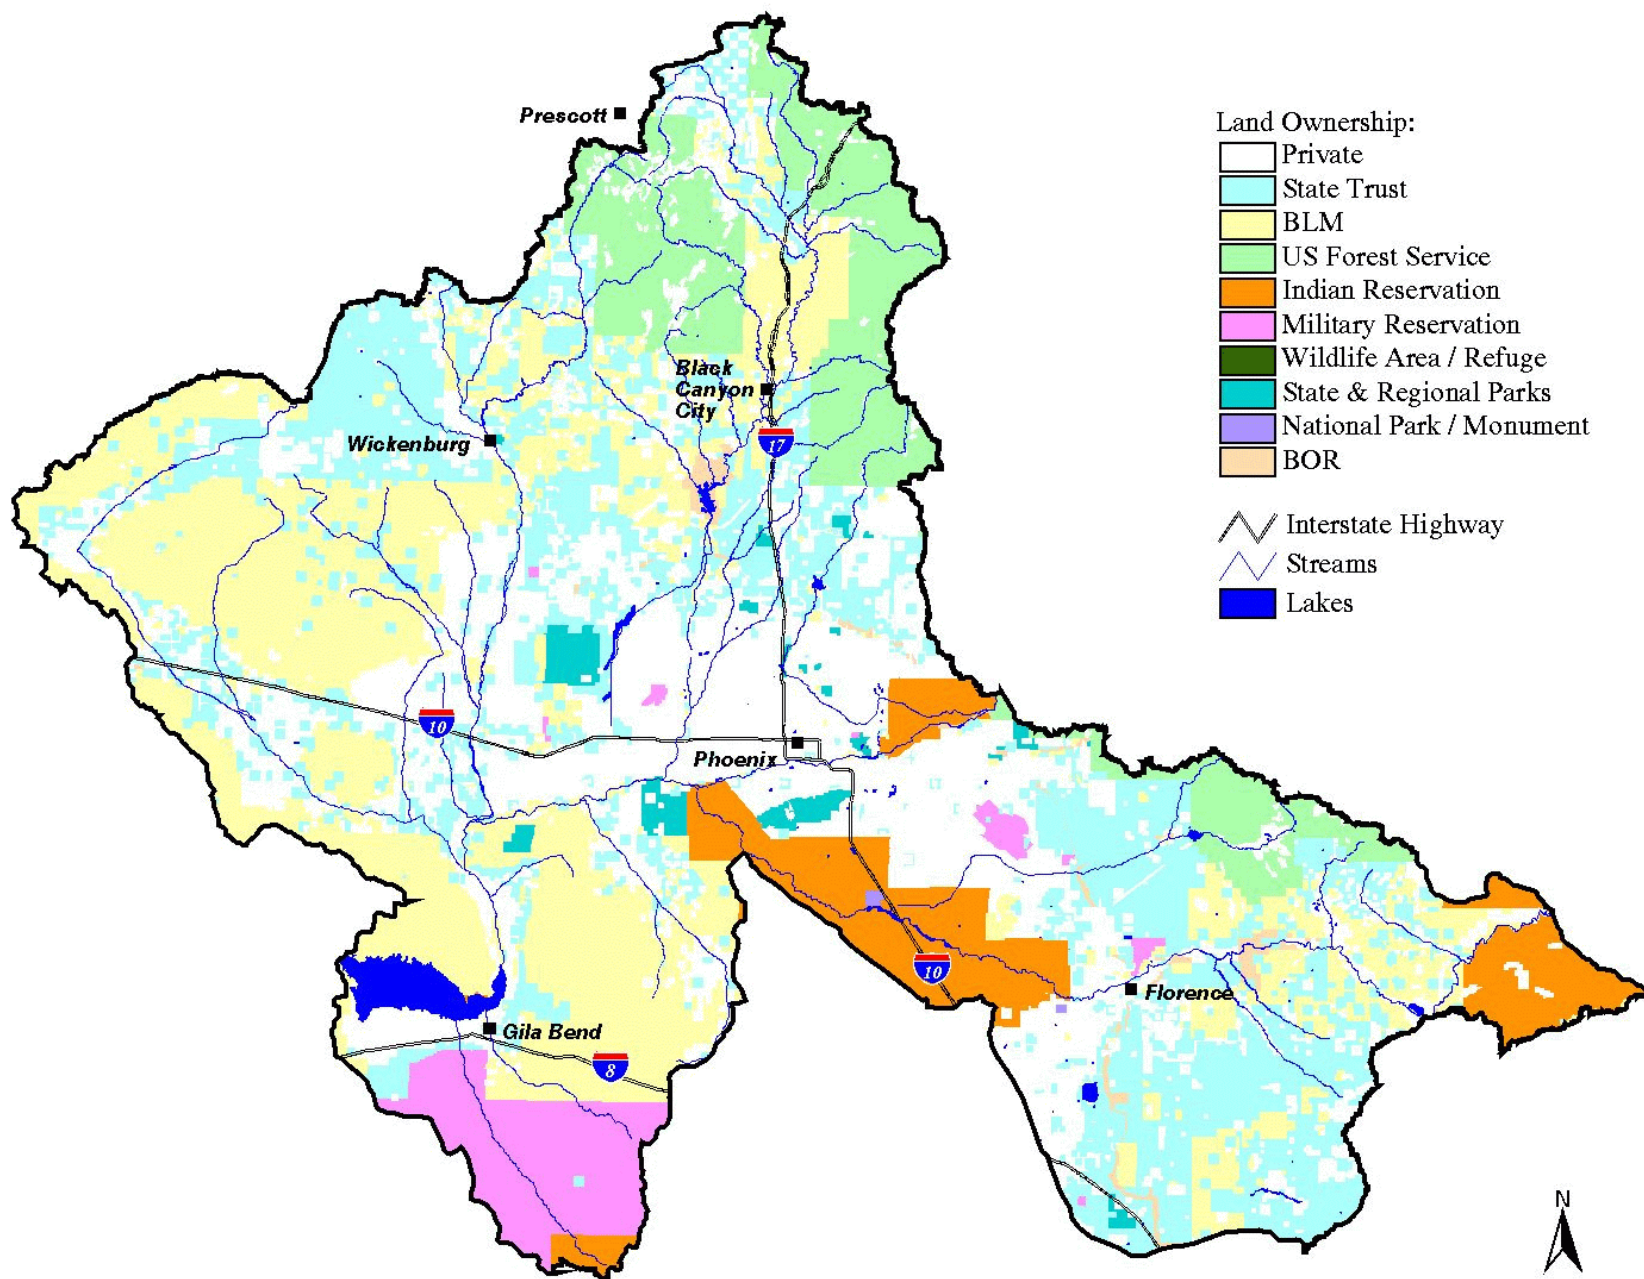 Prescott
Land Ownership:
Private
State Trust
BLM
US Forest Service
Indian Reservation
Military Reservation
Wildlife Area / Refuge
State & Regional Parks
National Park / Monument
BOR
Interstate Highway
Streams
Lakes
Black
Canyon
City
Wickenburg
17
10
Phoenix
10
Florence
Gila Bend
8
N